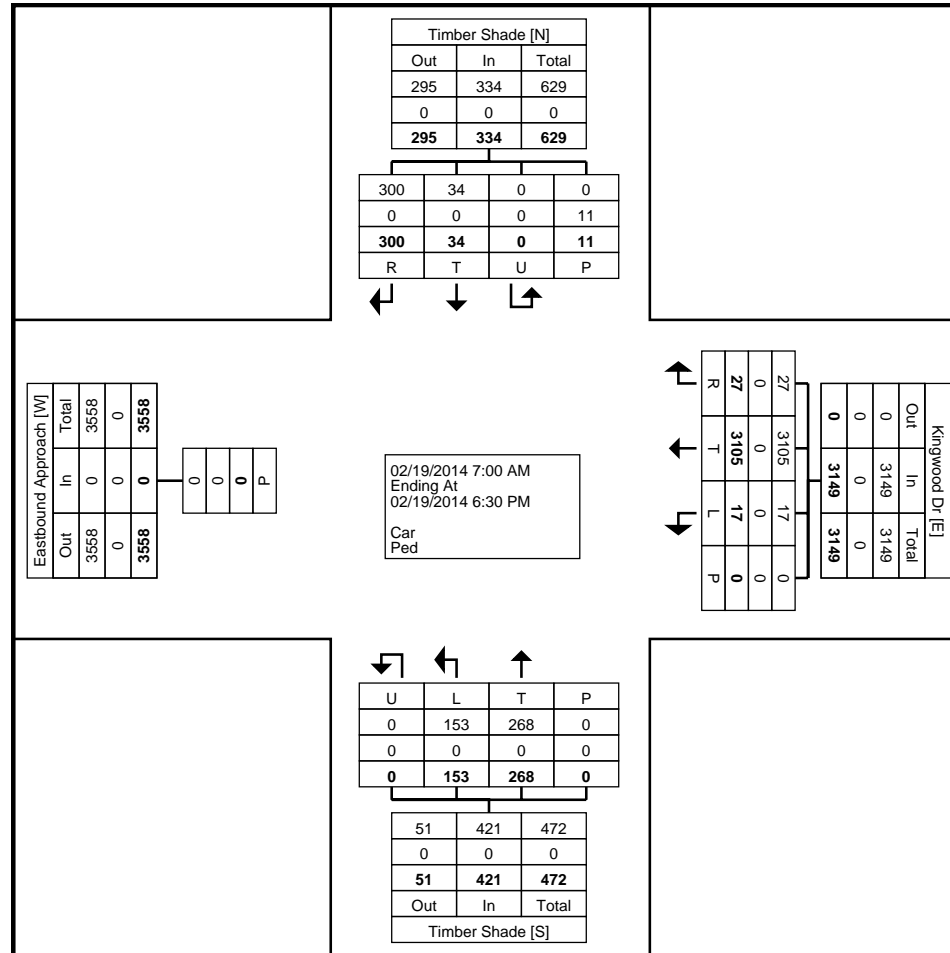 Timber Shade [N]
Out In Total
295 334 629
0 0 0
295 334 629
300 34 0 0
0 0 0 11
300 34 0 11
R T U P
Eastbound Approach [W]
Total In Out
3558 0 3558
0 0 0
3558 0 3558
0
0
0
P
02/19/2014 7:00 AM
Ending At
02/19/2014 6:30 PM
Car
Ped
R T L P
27 3105 17 0
0 0 0 0
27 3105 17 0
Kingwood Dr [E]
Out In Total
0 3149 3149
0 0 0
0 3149 3149
U L T P
0 153 268 0
0 0 0 0
0 153 268 0
51 421 472
0 0 0
51 421 472
Out In Total
Timber Shade [S]